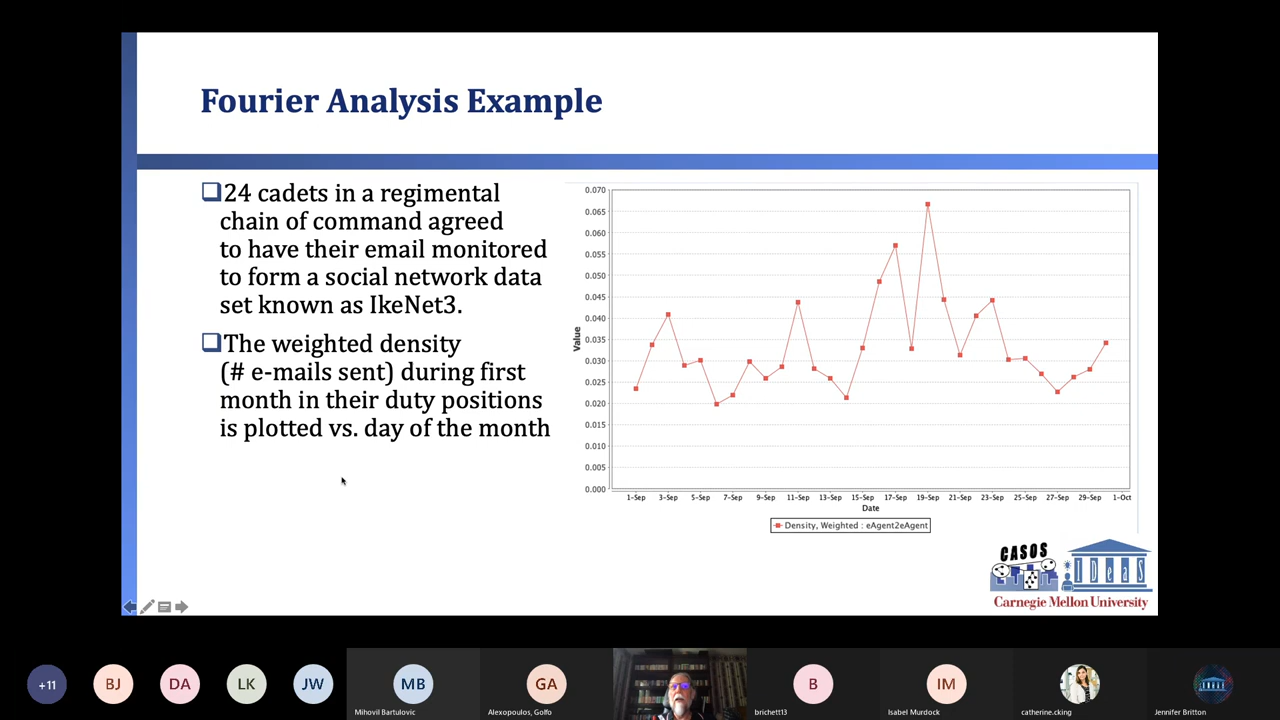 Fourier Analysis Example
❑24 cadets in a regimental
chain of command agreed
to have their email monitored
to form a social network data
set known as IkeNet3.
❑The weighted density
(# e-mails sent) during first
month in their duty positions
is plotted vs. day of the month
0.070
0.065
0.060
0.055
0.050
0.045
0.040
0.035
0.030
0.025
0.020
0.015
0.010
0.005
0.000
Value
1-Sep 3-Sep 5-Sep 7-Sep 9-Sep 11-Sep 13-Sep 15-Sep 17-Sep 19-Sep 21-Sep 23-Sep 25-Sep 27-Sep 29-Sep 1-Oct
Date
Density, Weighted : eAgent2eAgent
CASOS
IDeaS
Carnegie Mellon University
+11 BJ DA LK JW MB GA B IM
Mihovil Bartulovic Alexopoulos, Golfo brichett13 Isabel Murdock catherine.cking Jennifer Britton